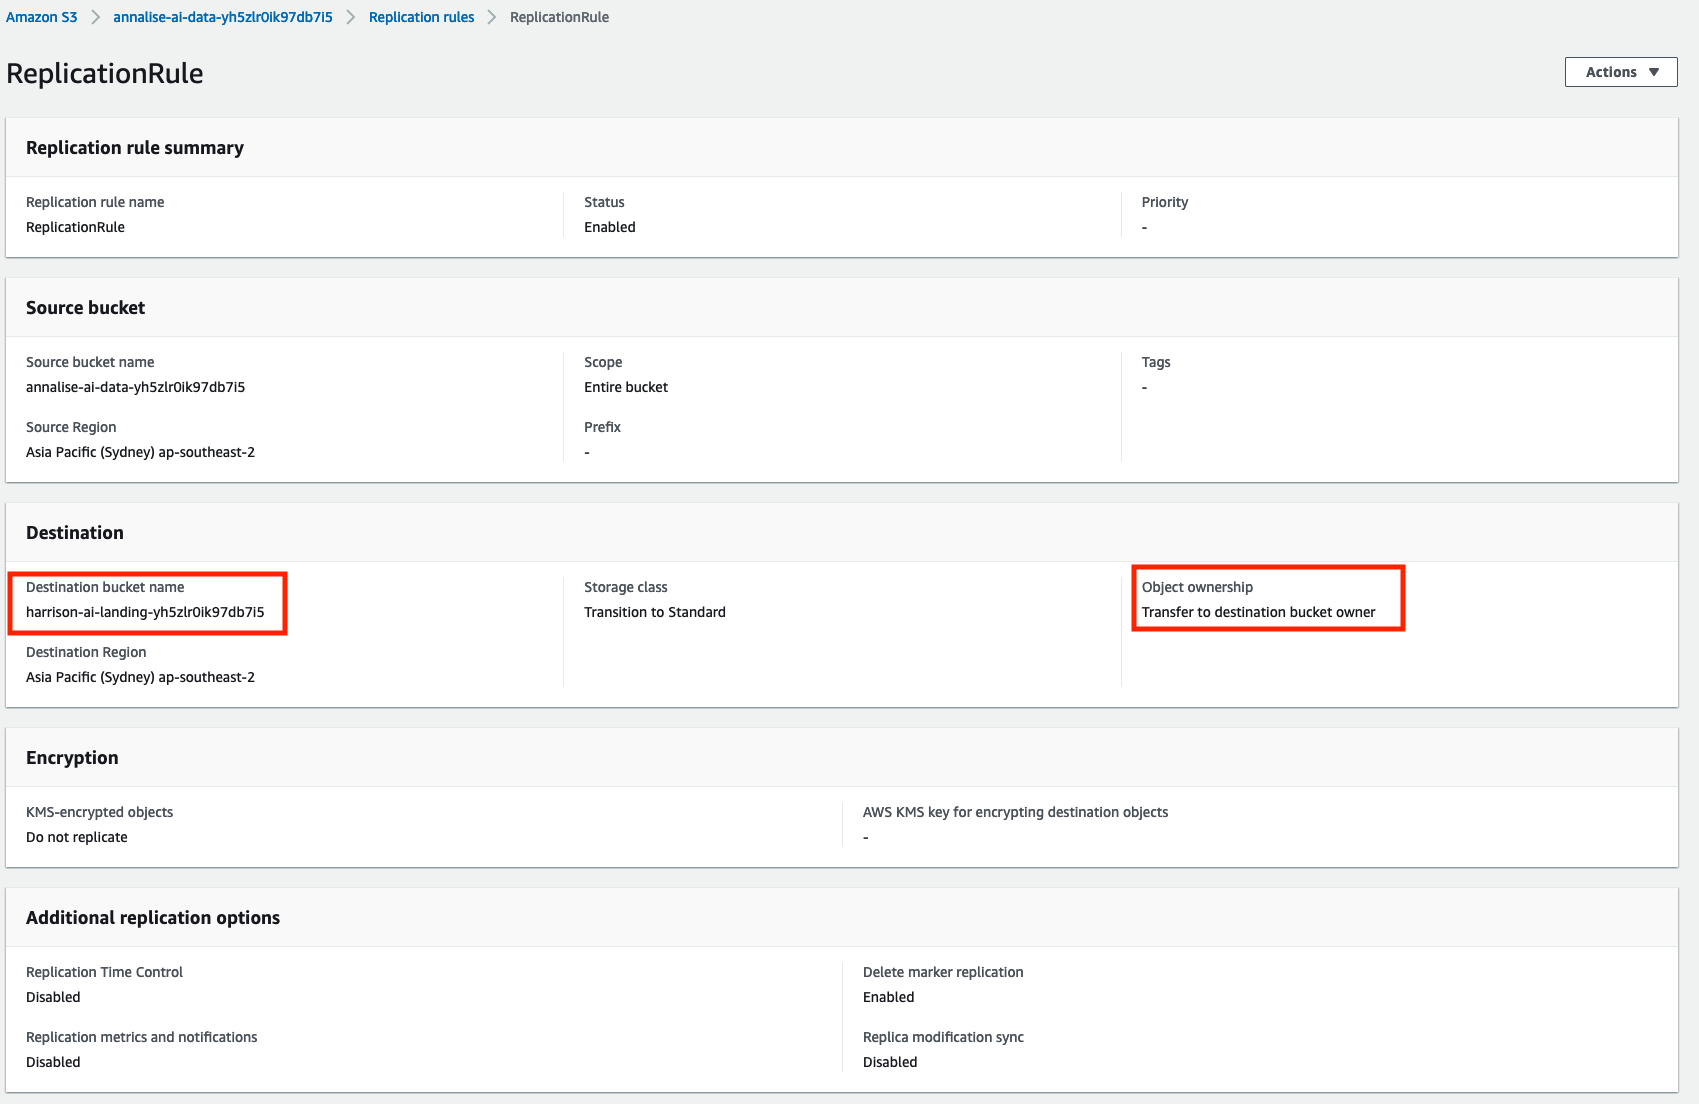 Amazon S3 > annalise-ai-data-yh5zlr0ik97db7i5 > Replication rules > ReplicationRule
ReplicationRule
Actions ▼
Replication rule summary
Replication rule name
ReplicationRule
Status
Enabled
Priority
-
Source bucket
Source bucket name
annalise-ai-data-yh5zlr0ik97db7i5
Source Region
Asia Pacific (Sydney) ap-southeast-2
Scope
Entire bucket
Prefix
-
Tags
-
Destination
Destination bucket name
harrison-ai-landing-yh5zlr0ik97db7i5
Destination Region
Asia Pacific (Sydney) ap-southeast-2
Storage class
Transition to Standard
Object ownership
Transfer to destination bucket owner
Encryption
KMS-encrypted objects
Do not replicate
AWS KMS key for encrypting destination objects
-
Additional replication options
Replication Time Control
Disabled
Replication metrics and notifications
Disabled
Delete marker replication
Enabled
Replica modification sync
Disabled